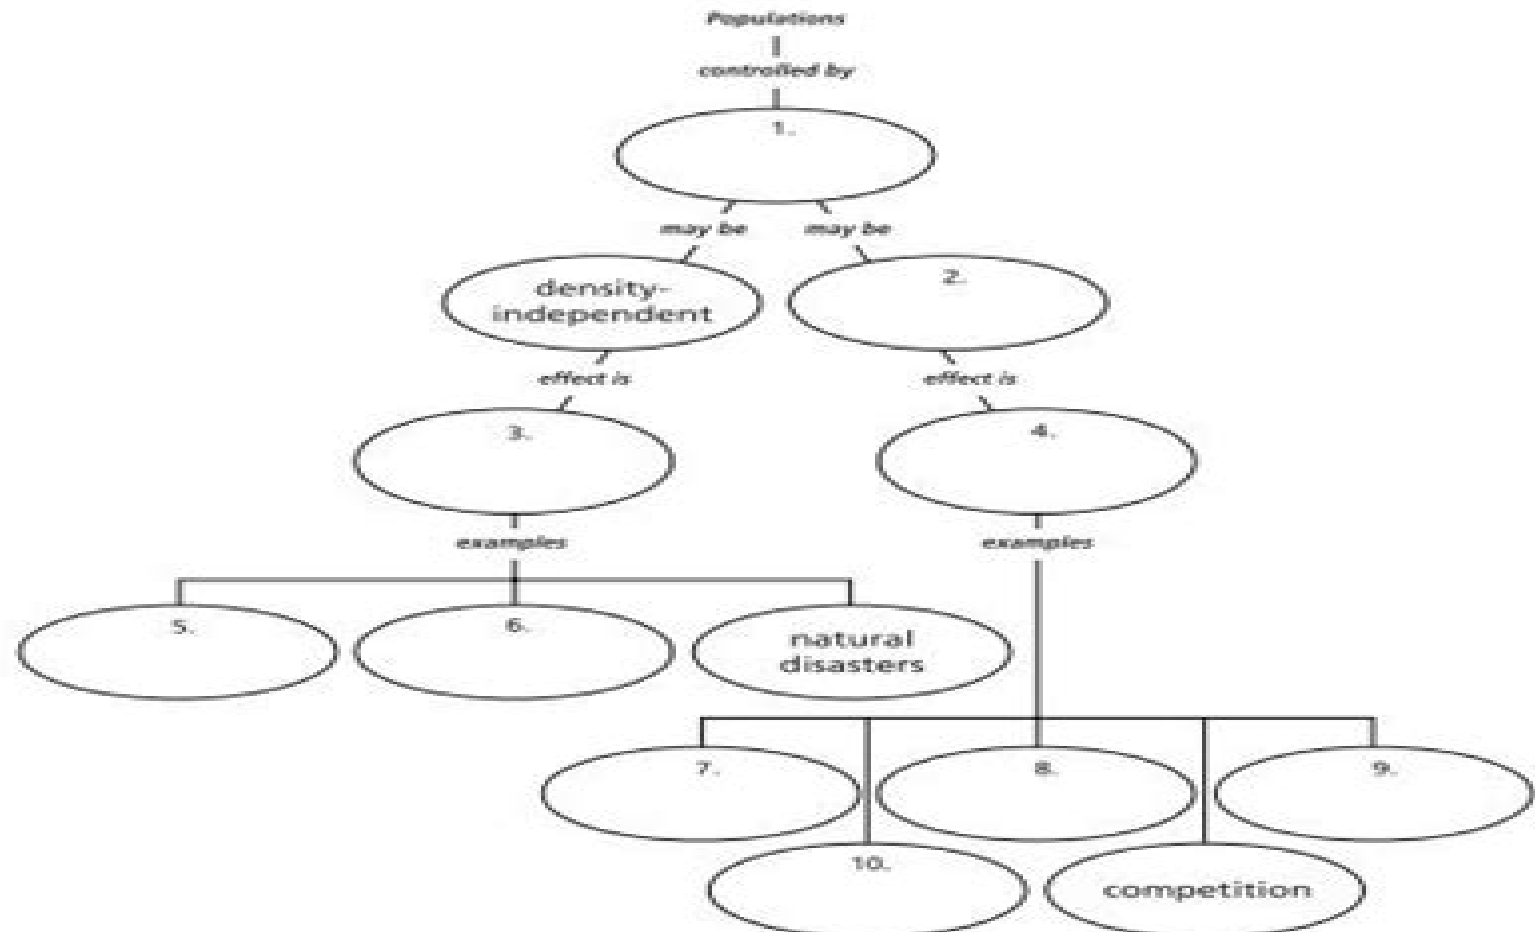 Populations
controlled by
1.
may be may be
density-
independent
2.
effect is effect is
3. 4.
examples examples
5. 6.
natural
disasters
7. 8. 9.
10.
competition